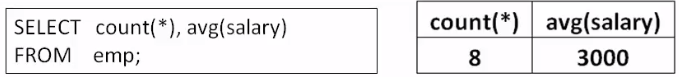 SELECT count(*), avg(salary)
FROM emp;
count(*) avg(salary)
8 3000